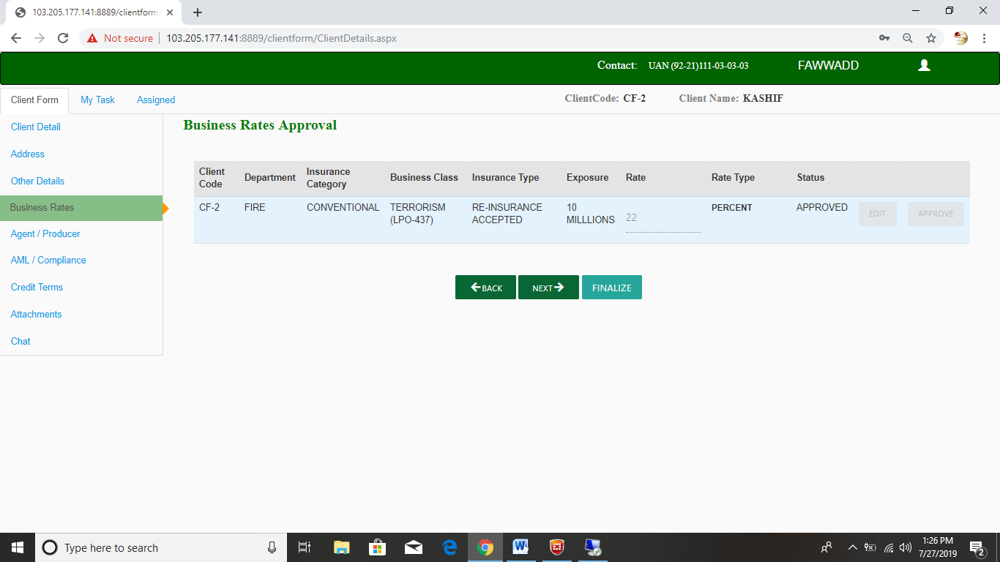 103.205.177.141:8889/clientform
Not secure 103.205.177.141:8889/clientform/ClientDetails.aspx
Contact: UAN (92-21)111-03-03-03 FAWWADD
Client Form My Task Assigned ClientCode: CF-2 Client Name: KASHIF
Client Detail
Address
Other Details
Business Rates
Agent / Producer
AML / Compliance
Credit Terms
Attachments
Chat
Business Rates Approval
Client Code Department Insurance Category Business Class Insurance Type Exposure Rate Rate Type Status
CF-2 FIRE CONVENTIONAL TERRORISM (LPO-437) RE-INSURANCE ACCEPTED 10 MILLLIONS 22 PERCENT APPROVED EDIT APPROVE
BACK NEXT FINALIZE
Type here to search
1:26 PM
7/27/2019
2